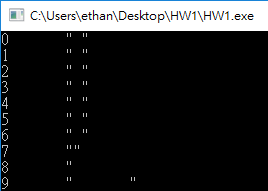 C:\Users\ethan\Desktop\HW1\HW1.exe
0        " "
1        " "
2        " "
3        " "
4        " "
5        " "
6        " "
7        ""
8        "
9        "       "